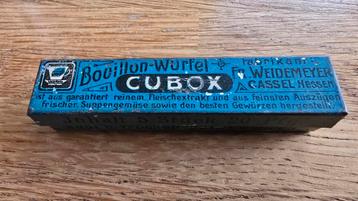 Bouillon-Würfel
CUBOX
Fabrikant:
Fr. WEIDEMEYER
CASSEL-HESSEN
ist aus garantiert reinem Fleischextrakt und aus feinsten Auszügen
frischer Suppengemüse sowie den besten Gewürzen hergestellt.